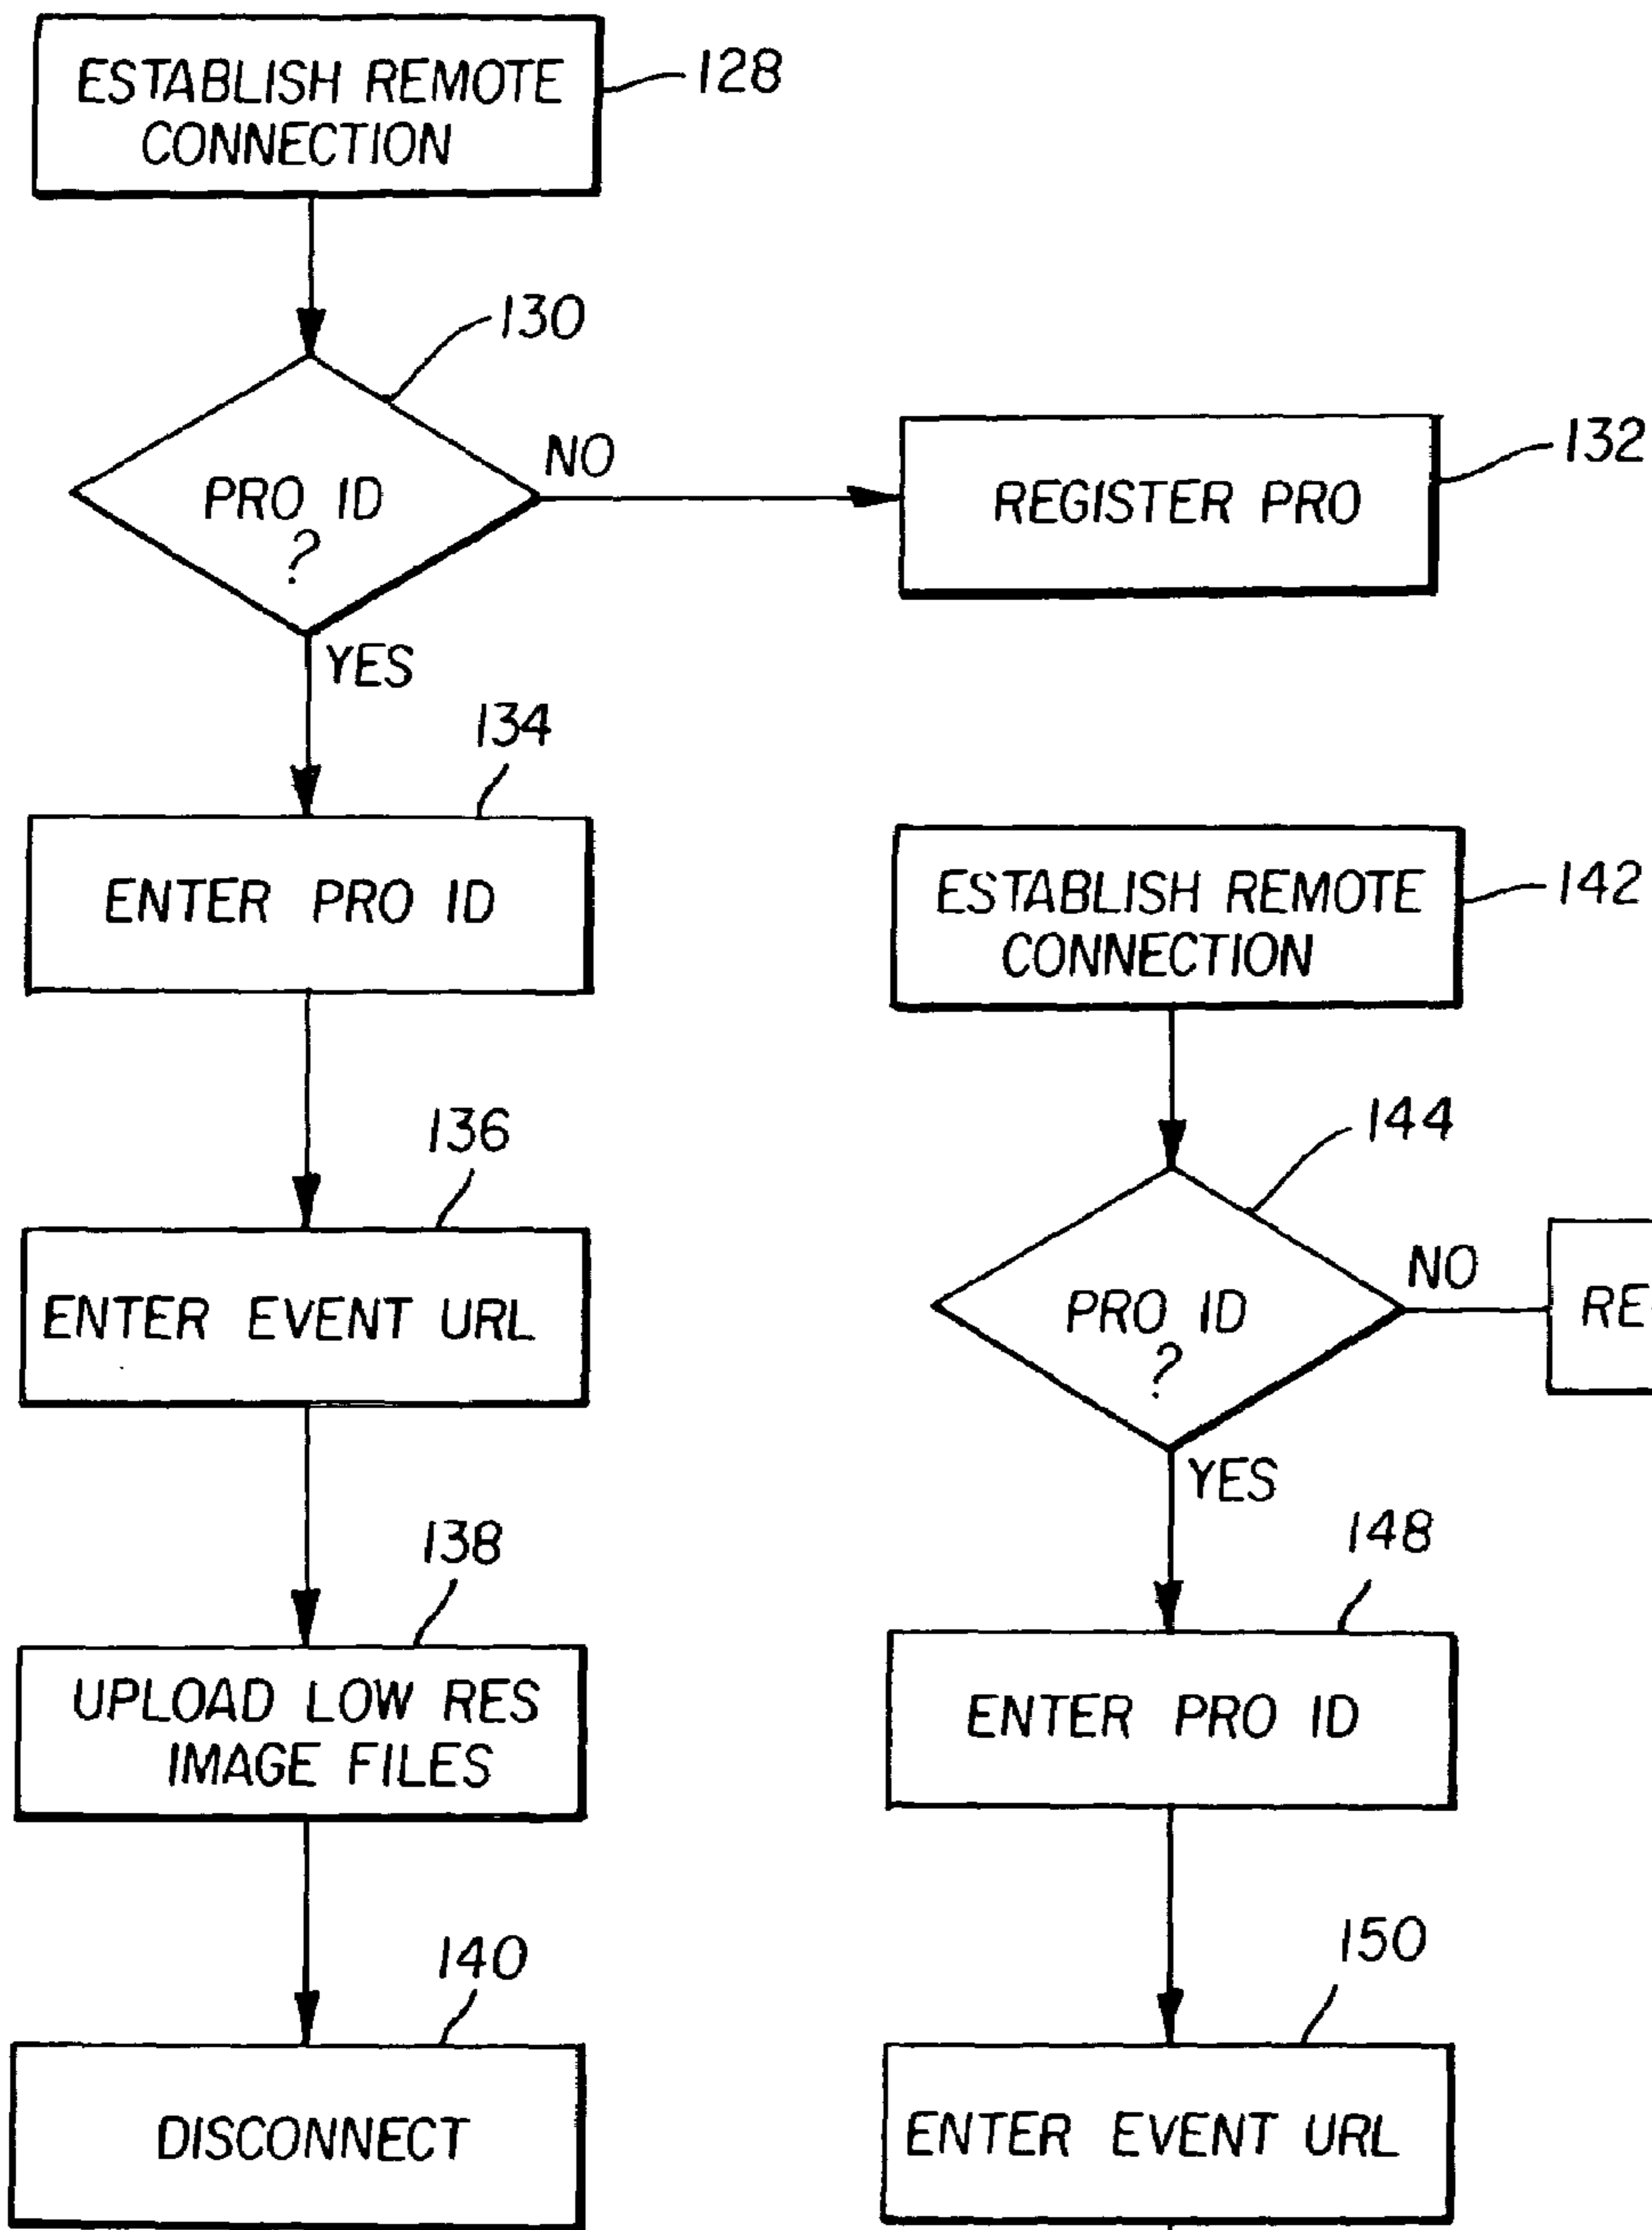 ESTABLISH REMOTE
CONNECTION
128
130
PRO ID
?
NO
REGISTER PRO
132
YES
134
ENTER PRO ID
136
ENTER EVENT URL
138
UPLOAD LOW RES
IMAGE FILES
140
DISCONNECT
ESTABLISH REMOTE
CONNECTION
142
144
PRO ID
?
NO
YES
148
ENTER PRO ID
150
ENTER EVENT URL